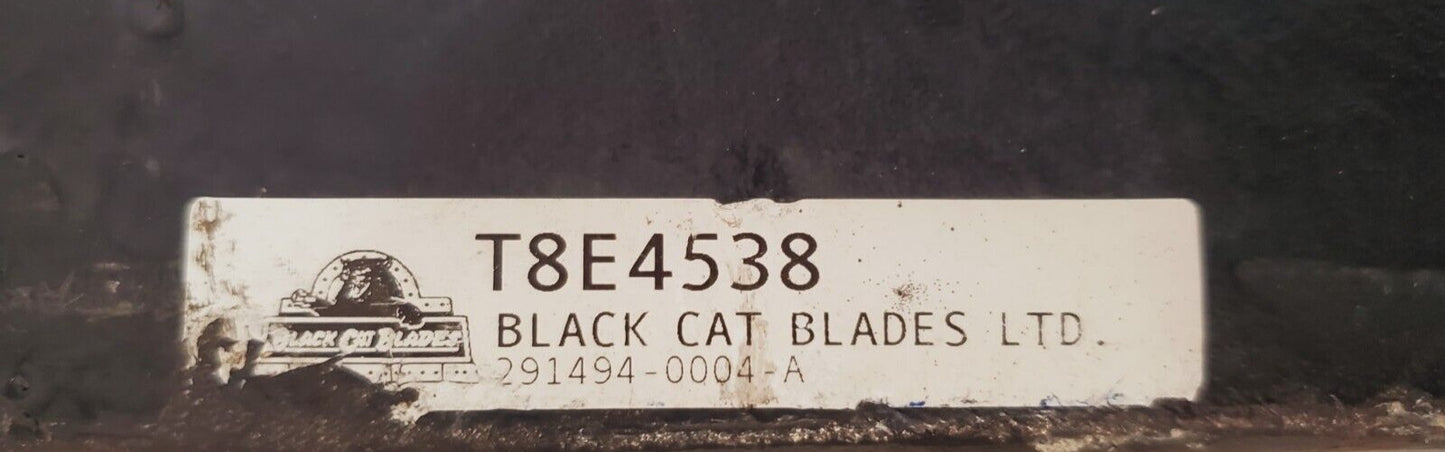 T8E4538
BLACK CAT BLADES
BLACK CAT BLADES LTD.
291494-0004-A